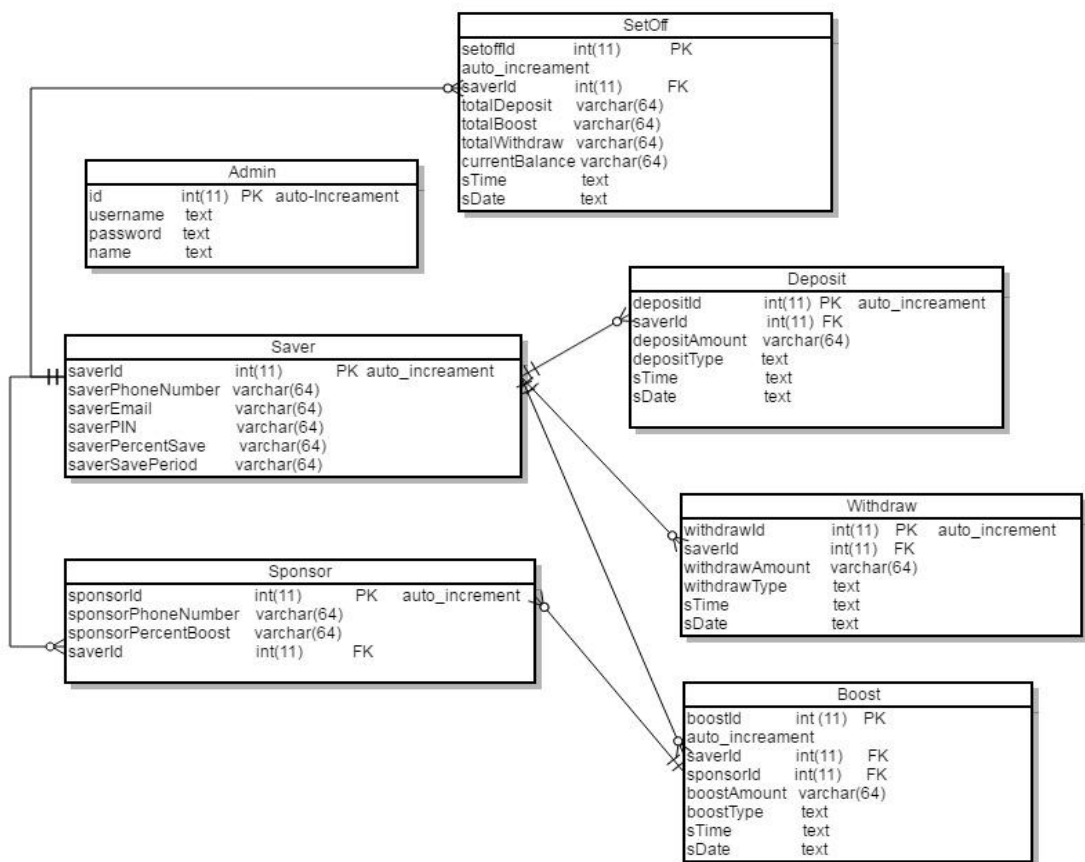 SetOff
setoffId int(11) PK
auto_increament
saverId int(11) FK
totalDeposit varchar(64)
totalBoost varchar(64)
totalWithdraw varchar(64)
currentBalance varchar(64)
sTime text
sDate text
Admin
id int(11) PK auto-Increament
username text
password text
name text
Deposit
depositId int(11) PK auto_increament
saverId int(11) FK
depositAmount varchar(64)
depositType text
sTime text
sDate text
Saver
saverId int(11) PK auto_increament
saverPhoneNumber varchar(64)
saverEmail varchar(64)
saverPIN varchar(64)
saverPercentSave varchar(64)
saverSavePeriod varchar(64)
Withdraw
withdrawId int(11) PK auto_increment
saverId int(11) FK
withdrawAmount varchar(64)
withdrawType text
sTime text
sDate text
Sponsor
sponsorId int(11) PK auto_increment
sponsorPhoneNumber varchar(64)
sponsorPercentBoost varchar(64)
saverId int(11) FK
Boost
boostId int (11) PK
auto_increament
saverId int(11) FK
sponsorId int(11) FK
boostAmount varchar(64)
boostType text
sTime text
sDate text